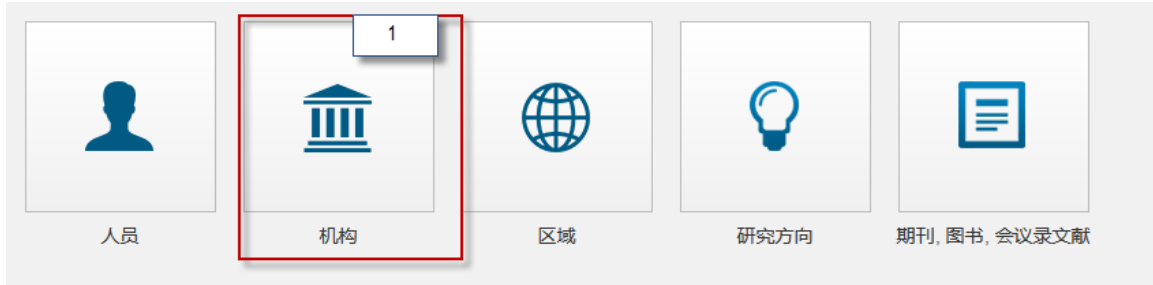 1
人员
机构
区域
研究方向
期刊, 图书, 会议录文献